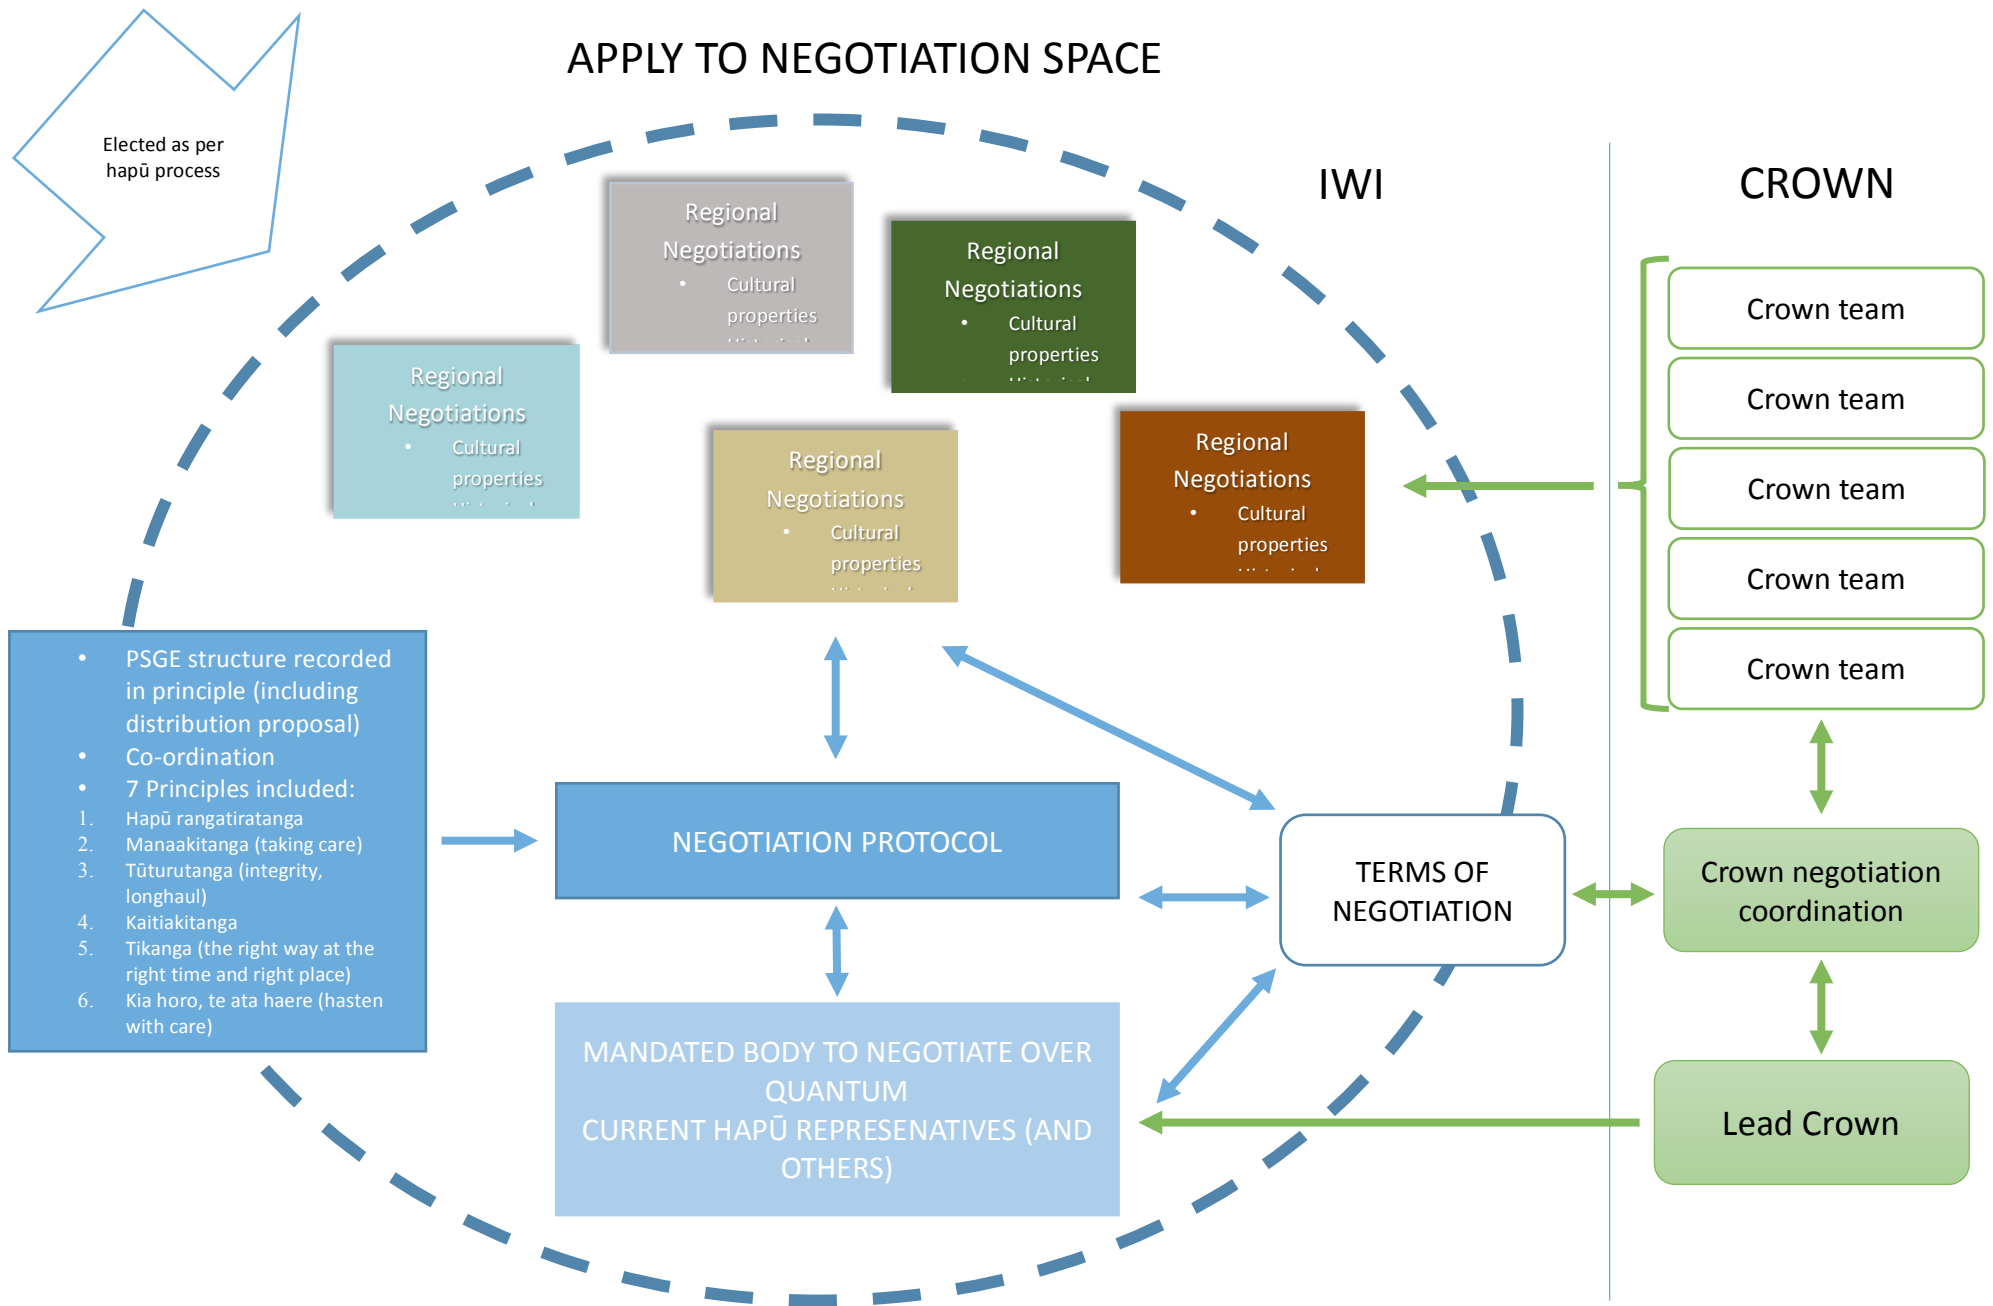 APPLY TO NEGOTIATION SPACE
Elected as per
hapū process
IWI
CROWN
Regional
Negotiations
• Cultural
properties
Regional
Negotiations
• Cultural
properties
Regional
Negotiations
• Cultural
properties
Regional
Negotiations
• Cultural
properties
Regional
Negotiations
• Cultural
properties
Crown team
Crown team
Crown team
Crown team
Crown team
• PSGE structure recorded
in principle (including
distribution proposal)
• Co-ordination
• 7 Principles included:
1. Hapū rangatiratanga
2. Manaakitanga (taking care)
3. Tūturutanga (integrity,
longhaul)
4. Kaitiakitanga
5. Tikanga (the right way at the
right time and right place)
6. Kia horo, te ata haere (hasten
with care)
NEGOTIATION PROTOCOL
TERMS OF
NEGOTIATION
Crown negotiation
coordination
MANDATED BODY TO NEGOTIATE OVER
QUANTUM
CURRENT HAPŪ REPRESENATIVES (AND
OTHERS)
Lead Crown